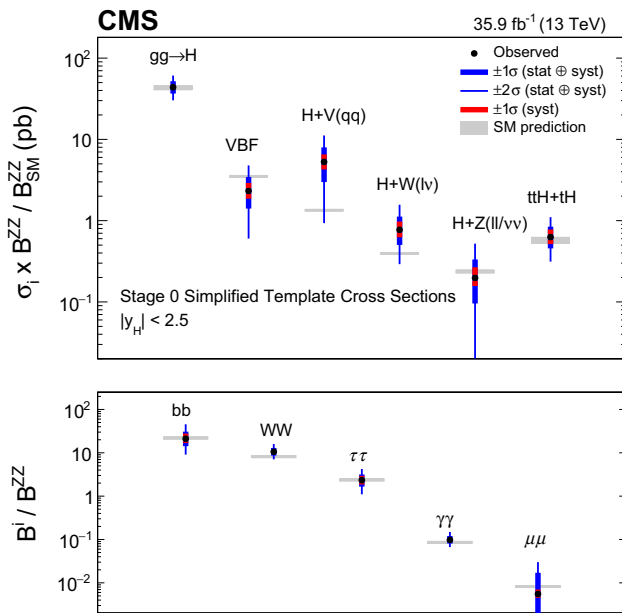 CMS
35.9 fb⁻¹ (13 TeV)
σᵢ x B^ZZ / B^ZZ_SM (pb)
10²
10
1
10⁻¹
gg→H
VBF
H+V(qq)
H+W(lν)
H+Z(ll/νν)
ttH+tH
Observed
±1σ (stat ⊕ syst)
±2σ (stat ⊕ syst)
±1σ (syst)
SM prediction
Stage 0 Simplified Template Cross Sections
|y_H| < 2.5
B^i / B^ZZ
10²
10
1
10⁻¹
10⁻²
bb
WW
ττ
γγ
μμ